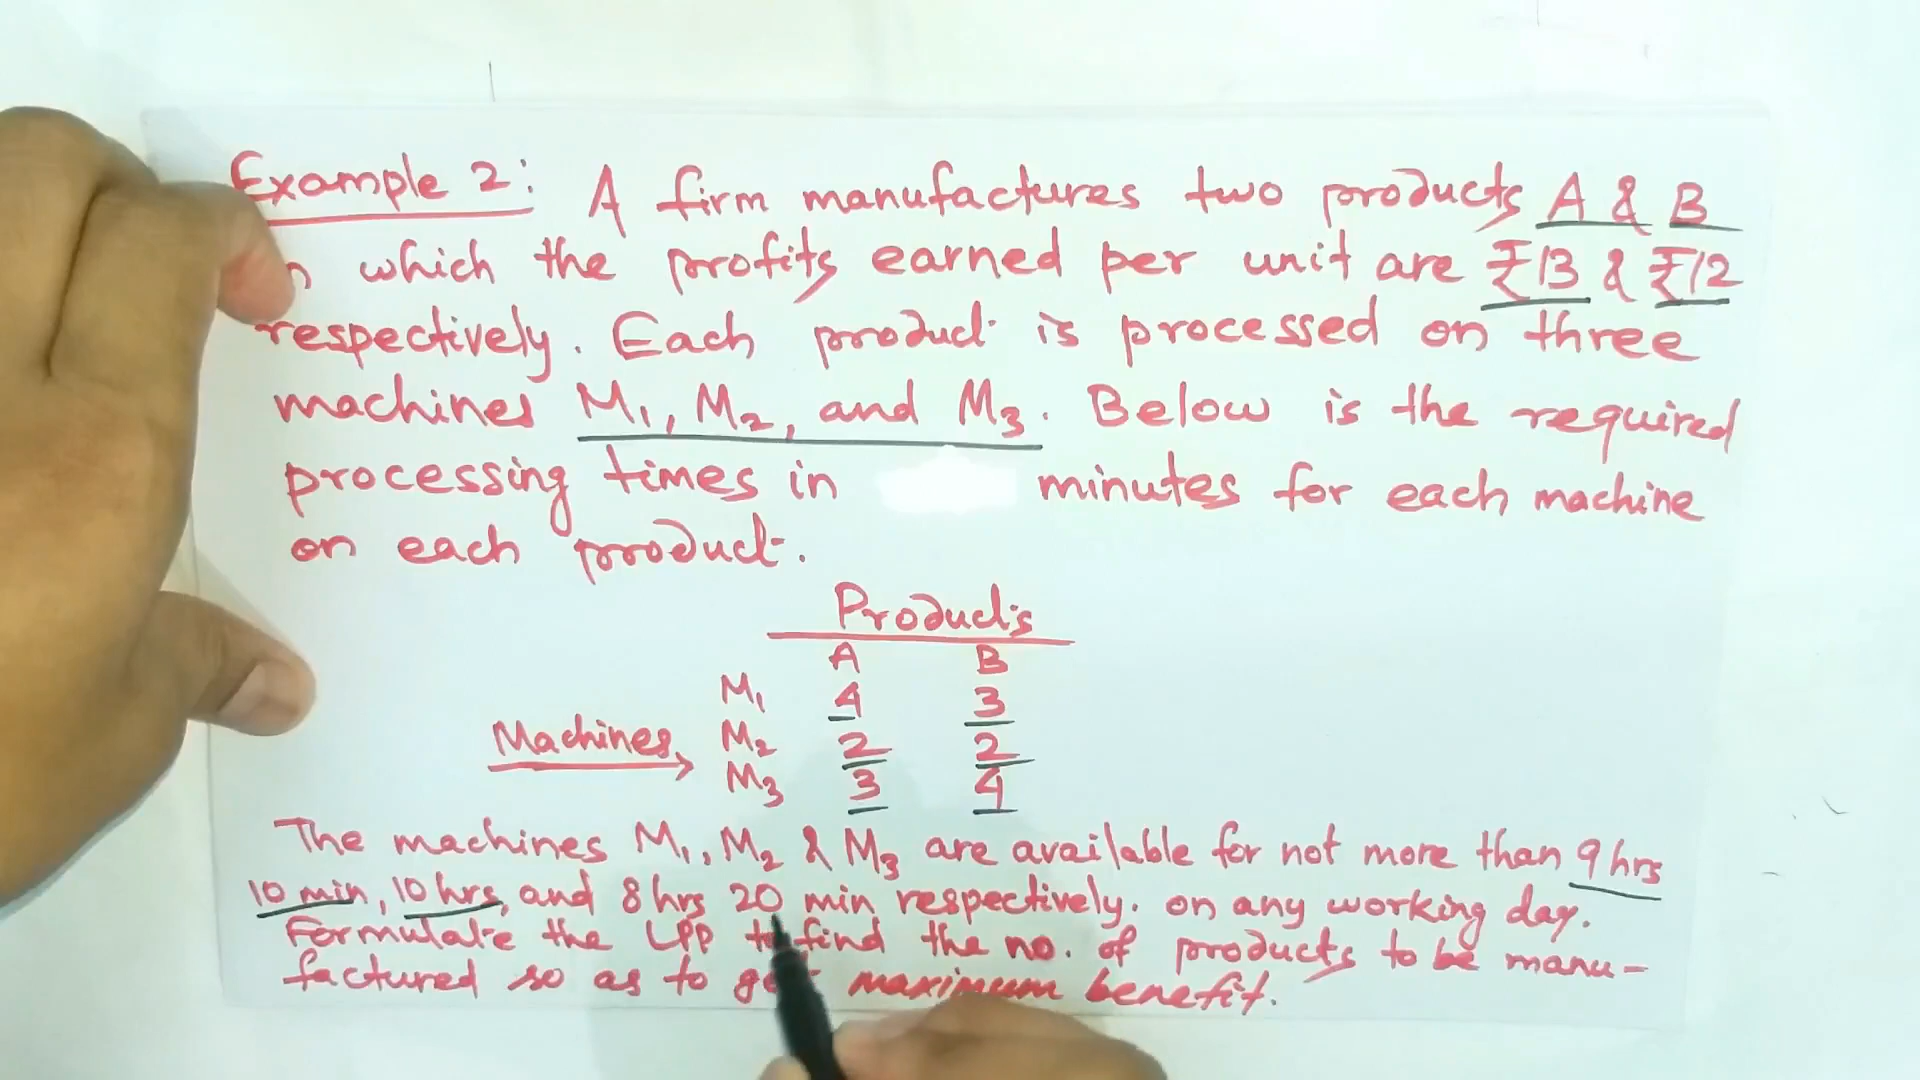 Example 2: A firm manufactures two products A & B
which the profits earned per unit are ₹13 & ₹12
respectively. Each product is processed on three
machines M1, M2, and M3. Below is the required
processing times in minutes for each machine
on each product.
Products
A B
M1 4 3
Machines M2 2 2
M3 3 4
The machines M1, M2 & M3 are available for not more than 9 hrs
10 min, 10 hrs, and 8 hrs 20 min respectively. on any working day.
Formulate the LPP to find the no. of products to be manu-
factured so as to get maximum benefit.